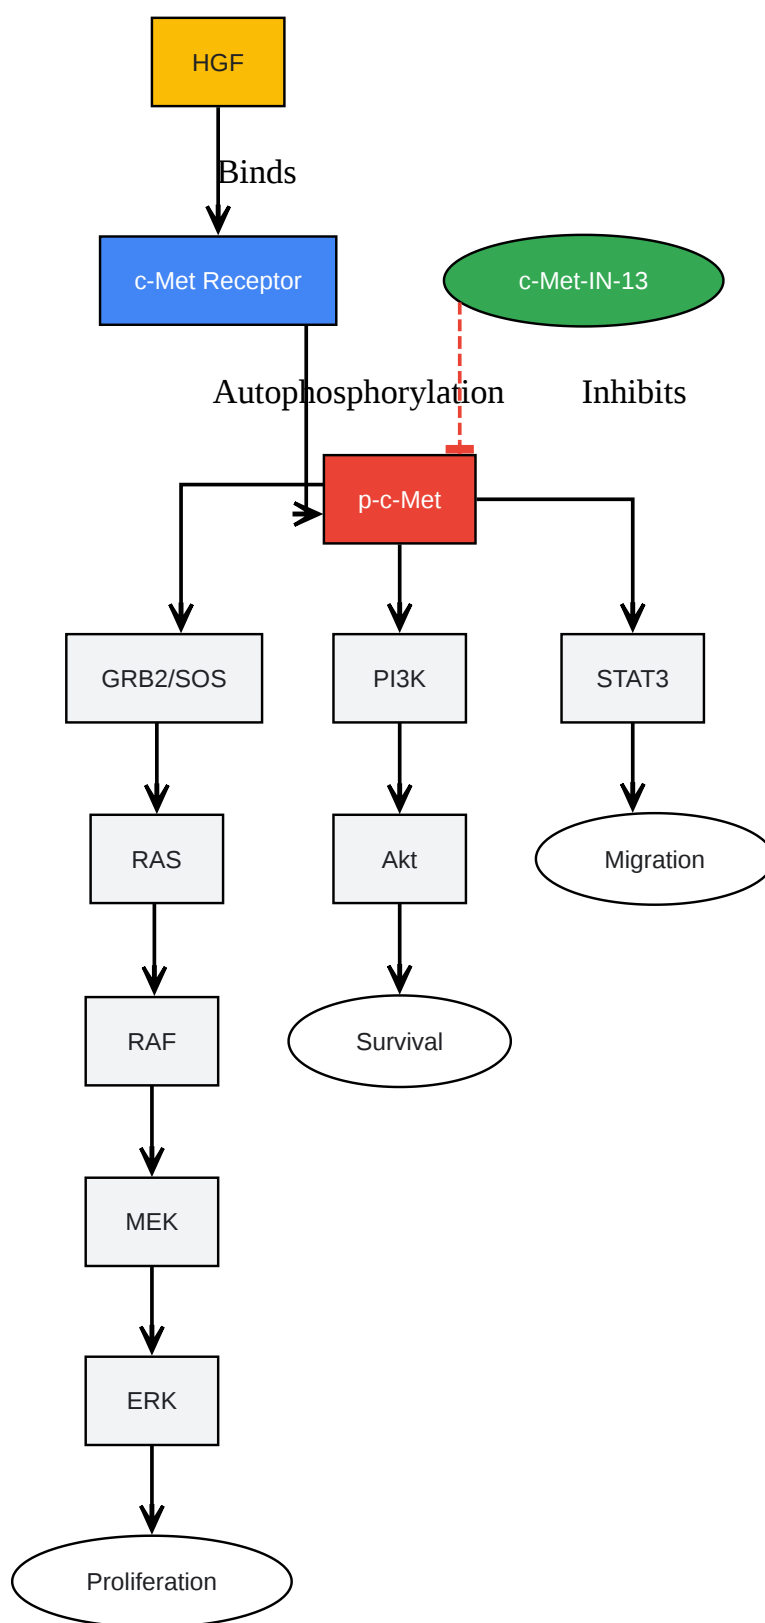 HGF
Binds
c-Met Receptor
c-Met-IN-13
Autophosphorylation
Inhibits
p-c-Met
GRB2/SOS
PI3K
STAT3
RAS
Akt
Migration
RAF
Survival
MEK
ERK
Proliferation